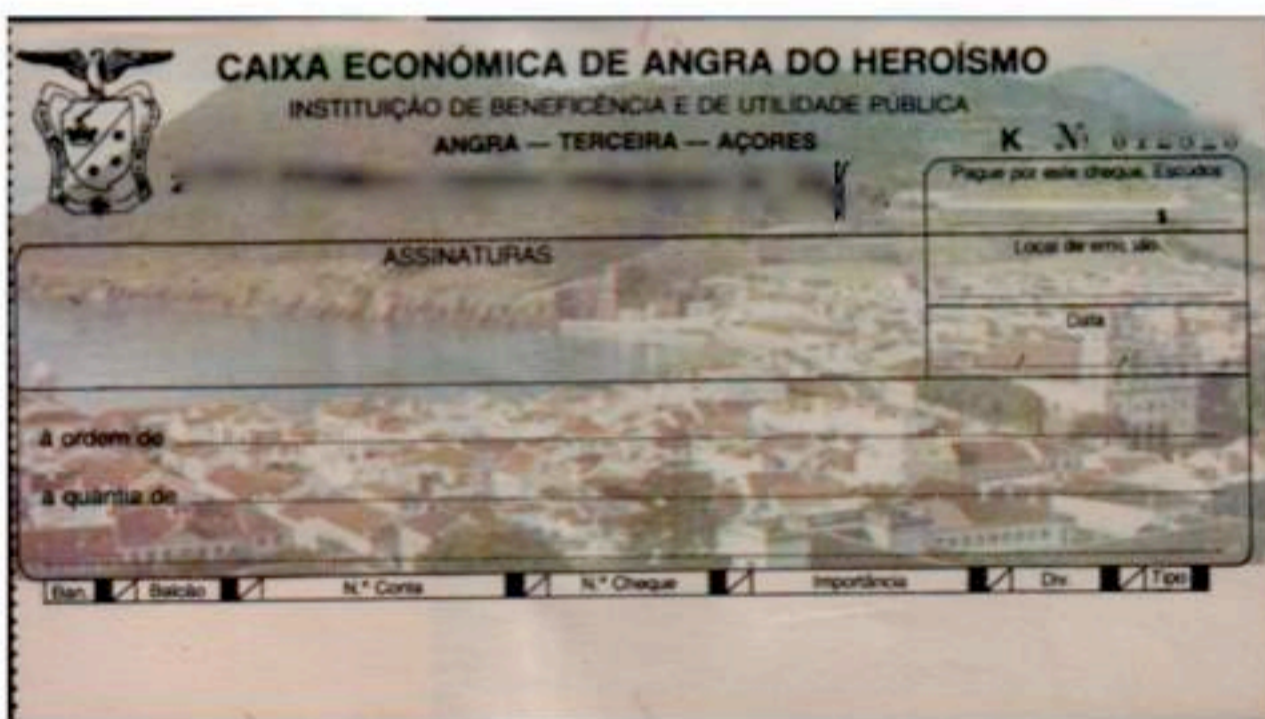 CAIXA ECONÓMICA DE ANGRA DO HEROÍSMO
INSTITUIÇÃO DE BENEFICÊNCIA E DE UTILIDADE PÚBLICA
ANGRA — TERCEIRA — AÇORES
K Nº
Pague por este cheque, Escudos
$
ASSINATURAS
Local de emissão
Data
/ /
à ordem de
a quantia de
Ban. Balcão N.º Conta N.º Cheque Importância Div. Tipo